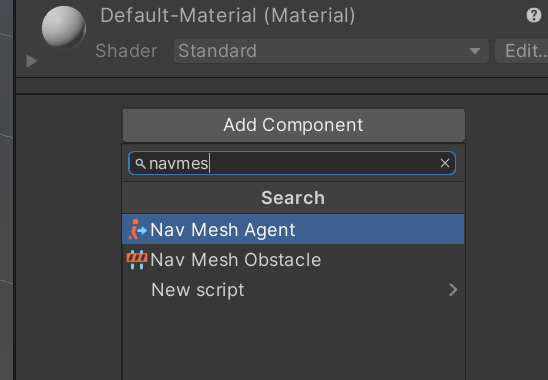 Default-Material (Material)
Shader Standard Edit...
Add Component
navmes
Search
Nav Mesh Agent
Nav Mesh Obstacle
New script